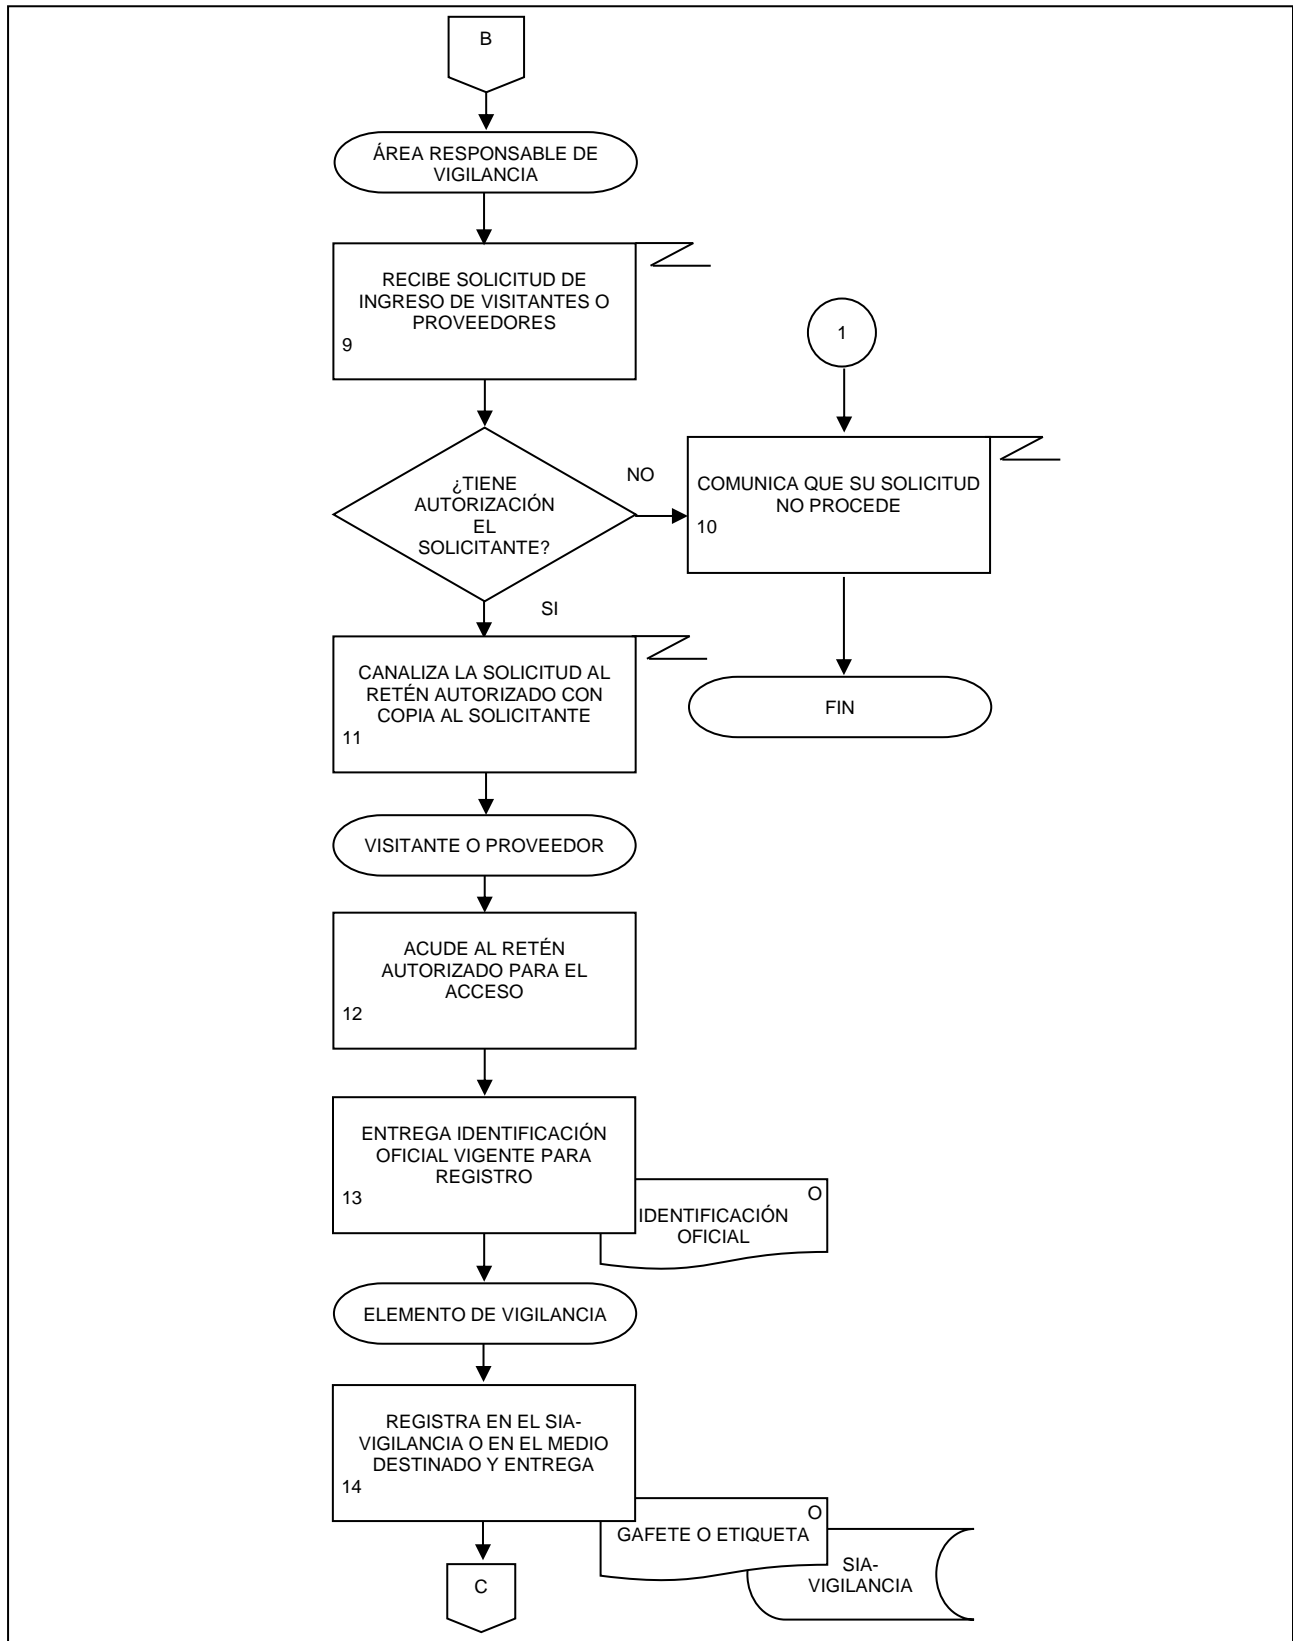 B
ÁREA RESPONSABLE DE
VIGILANCIA
RECIBE SOLICITUD DE
INGRESO DE VISITANTES O
PROVEEDORES
9
1
¿TIENE
AUTORIZACIÓN
EL
SOLICITANTE?
NO
COMUNICA QUE SU SOLICITUD
NO PROCEDE
10
SI
CANALIZA LA SOLICITUD AL
RETÉN AUTORIZADO CON
COPIA AL SOLICITANTE
11
FIN
VISITANTE O PROVEEDOR
ACUDE AL RETÉN
AUTORIZADO PARA EL
ACCESO
12
ENTREGA IDENTIFICACIÓN
OFICIAL VIGENTE PARA
REGISTRO
13
O
IDENTIFICACIÓN
OFICIAL
ELEMENTO DE VIGILANCIA
REGISTRA EN EL SIA-
VIGILANCIA O EN EL MEDIO
DESTINADO Y ENTREGA
14
O
GAFETE O ETIQUETA
SIA-
VIGILANCIA
C